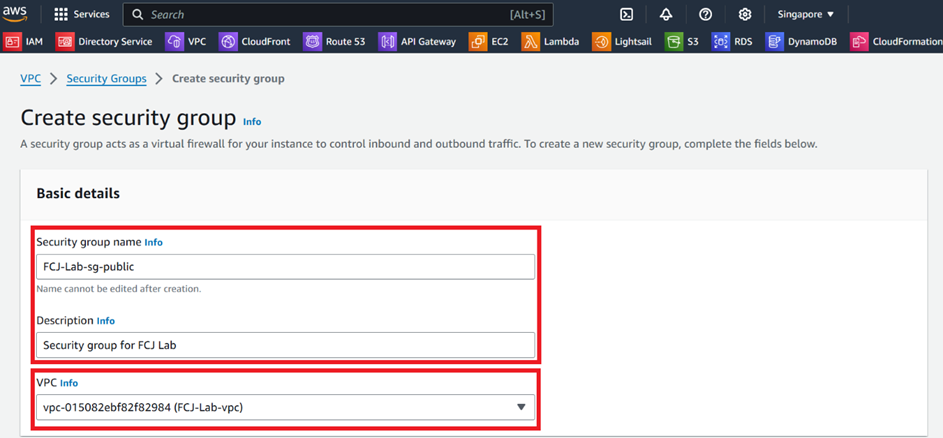 aws Services Search [Alt+S] Singapore
IAM Directory Service VPC CloudFront Route 53 API Gateway EC2 Lambda Lightsail S3 RDS DynamoDB CloudFormation
VPC Security Groups Create security group
Create security group Info
A security group acts as a virtual firewall for your instance to control inbound and outbound traffic. To create a new security group, complete the fields below.
Basic details
Security group name Info
FCJ-Lab-sg-public
Name cannot be edited after creation.
Description Info
Security group for FCJ Lab
VPC Info
vpc-015082ebf82f82984 (FCJ-Lab-vpc)